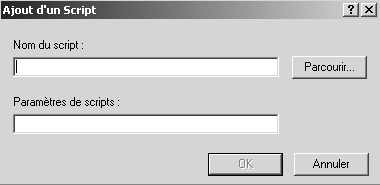 Ajout d'un Script
Nom du script :
Parcourir...
Paramètres de scripts :
OK
Annuler